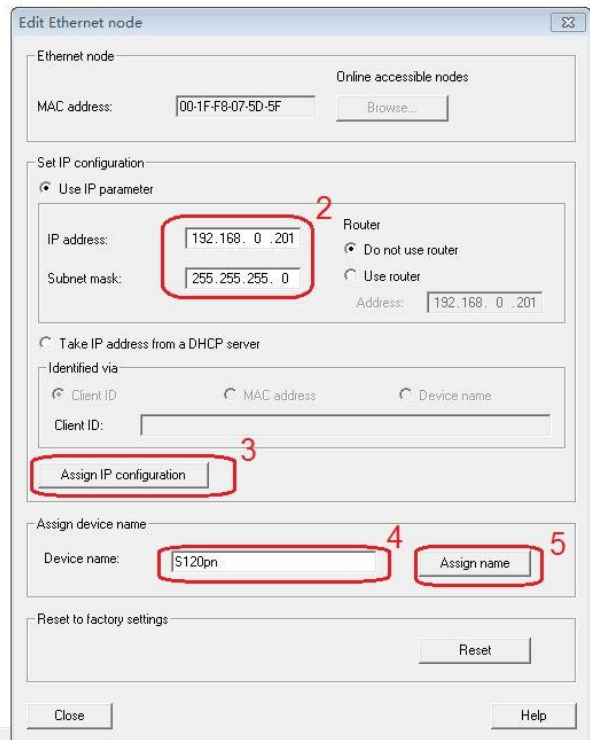 Edit Ethernet node
Ethernet node
Online accessible nodes
MAC address: 00-1F-F8-07-5D-5F Browse...
Set IP configuration
Use IP parameter
2
Router
IP address: 192.168. 0 .201
Do not use router
Subnet mask: 255.255.255. 0
Use router
Address: 192.168. 0 .201
Take IP address from a DHCP server
Identified via
Client ID MAC address Device name
Client ID:
3
Assign IP configuration
Assign device name
4
5
Device name: S120pn Assign name
Reset to factory settings
Reset
Close Help